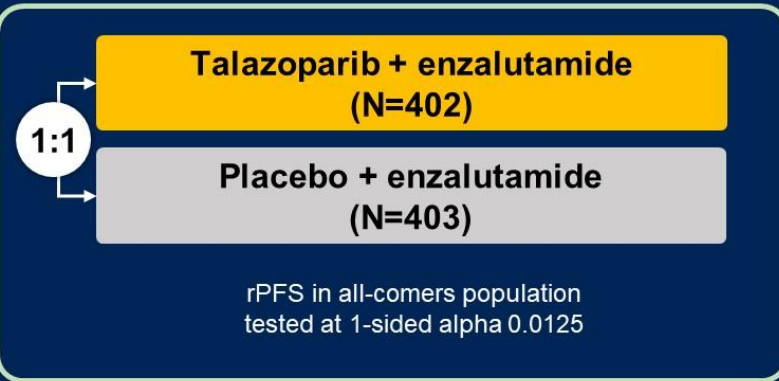 Talazoparib + enzalutamide
(N=402)
1:1
Placebo + enzalutamide
(N=403)
rPFS in all-comers population
tested at 1-sided alpha 0.0125